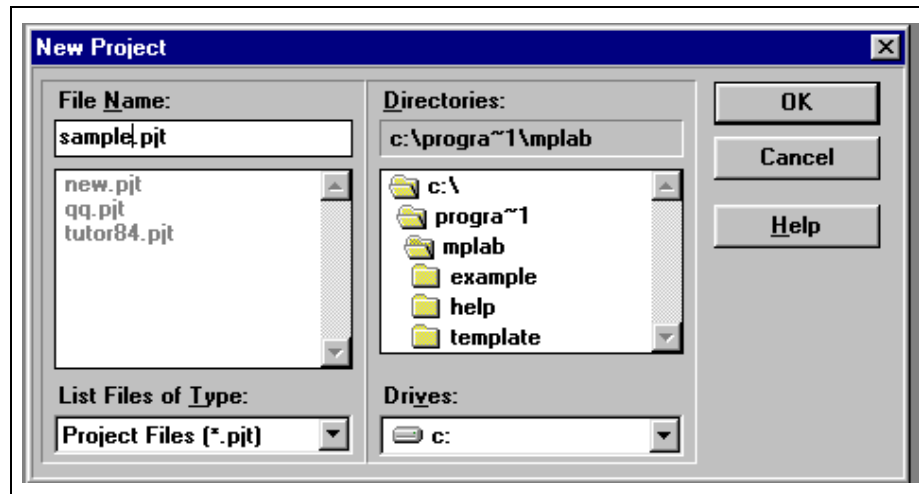 New Project
File Name:
sample.pjt
new.pjt
qq.pjt
tutor84.pjt
List Files of Type:
Project Files (*.pjt)
Directories:
c:\progra~1\mplab
c:\
progra~1
mplab
example
help
template
Drives:
c:
OK
Cancel
Help